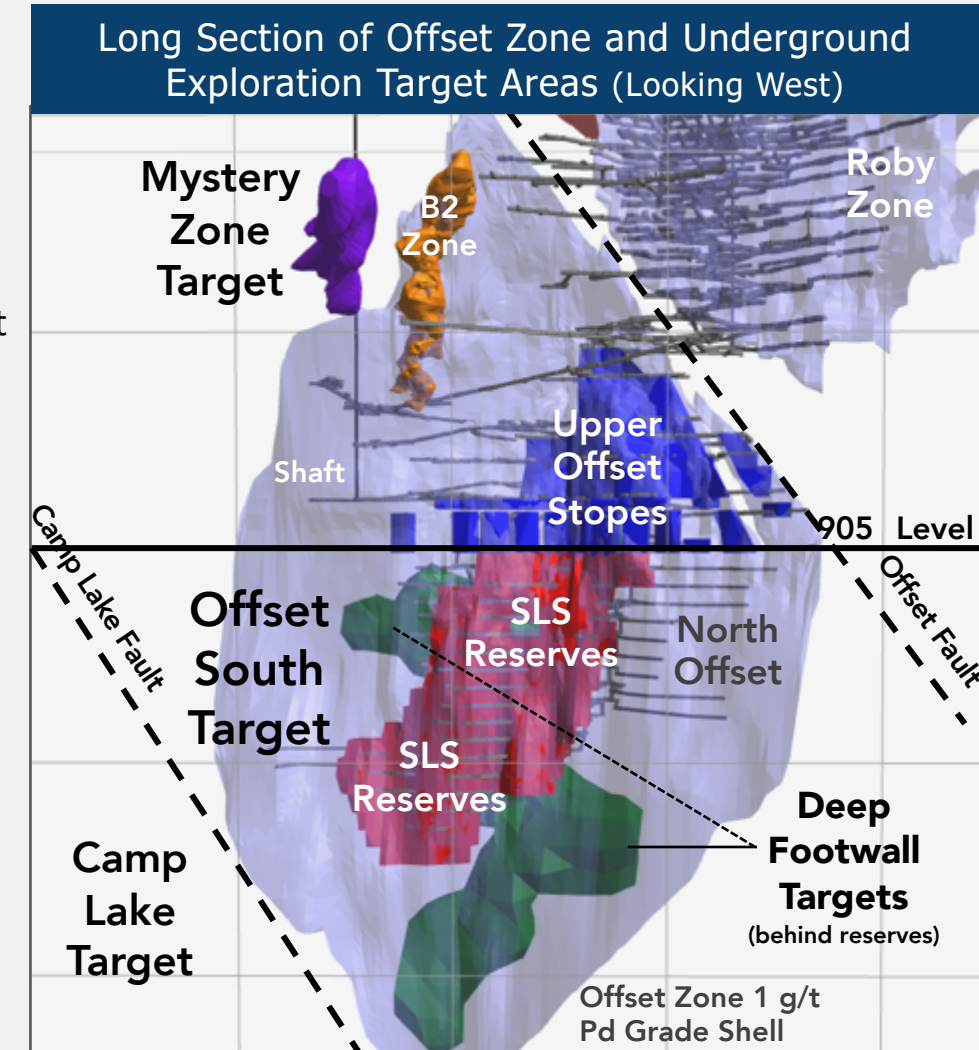 Long Section of Offset Zone and Underground
Exploration Target Areas (Looking West)
Mystery
Zone
Target
B2
Zone
Roby
Zone
t
Upper
Offset
Stopes
Shaft
905 Level
Camp Lake Fault
Offset Fault
Offset
South
Target
SLS
Reserves
North
Offset
SLS
Reserves
Deep
Footwall
Targets
(behind reserves)
Camp
Lake
Target
Offset Zone 1 g/t
Pd Grade Shell